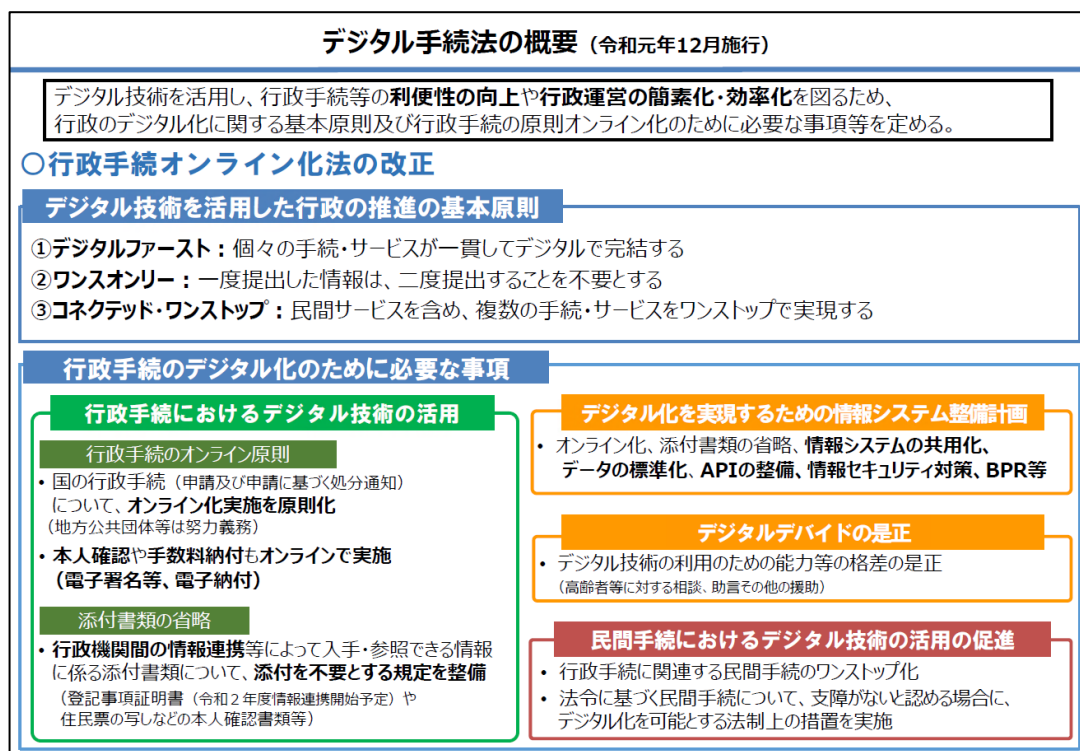 デジタル手続法の概要（令和元年12月施行）
デジタル技術を活用し、行政手続等の利便性の向上や行政運営の簡素化・効率化を図るため、
行政のデジタル化に関する基本原則及び行政手続の原則オンライン化のために必要な事項等を定める。
〇行政手続オンライン化法の改正
デジタル技術を活用した行政の推進の基本原則
①デジタルファースト：個々の手続・サービスが一貫してデジタルで完結する
②ワンスオンリー：一度提出した情報は、二度提出することを不要とする
③コネクテッド・ワンストップ：民間サービスを含め、複数の手続・サービスをワンストップで実現する
行政手続のデジタル化のために必要な事項
行政手続におけるデジタル技術の活用
行政手続のオンライン原則
・国の行政手続（申請及び申請に基づく処分通知）
について、オンライン化実施を原則化
（地方公共団体等は努力義務）
・本人確認や手数料納付もオンラインで実施
（電子署名等、電子納付）
添付書類の省略
・行政機関間の情報連携等によって入手・参照できる情報
に係る添付書類について、添付を不要とする規定を整備
（登記事項証明書（令和２年度情報連携開始予定）や
住民票の写しなどの本人確認書類等）
デジタル化を実現するための情報システム整備計画
・オンライン化、添付書類の省略、情報システムの共用化、
データの標準化、APIの整備、情報セキュリティ対策、BPR等
デジタルデバイドの是正
・デジタル技術の利用のための能力等の格差の是正
（高齢者等に対する相談、助言その他の援助）
民間手続におけるデジタル技術の活用の促進
・行政手続に関連する民間手続のワンストップ化
・法令に基づく民間手続について、支障がないと認める場合に、
デジタル化を可能とする法制上の措置を実施